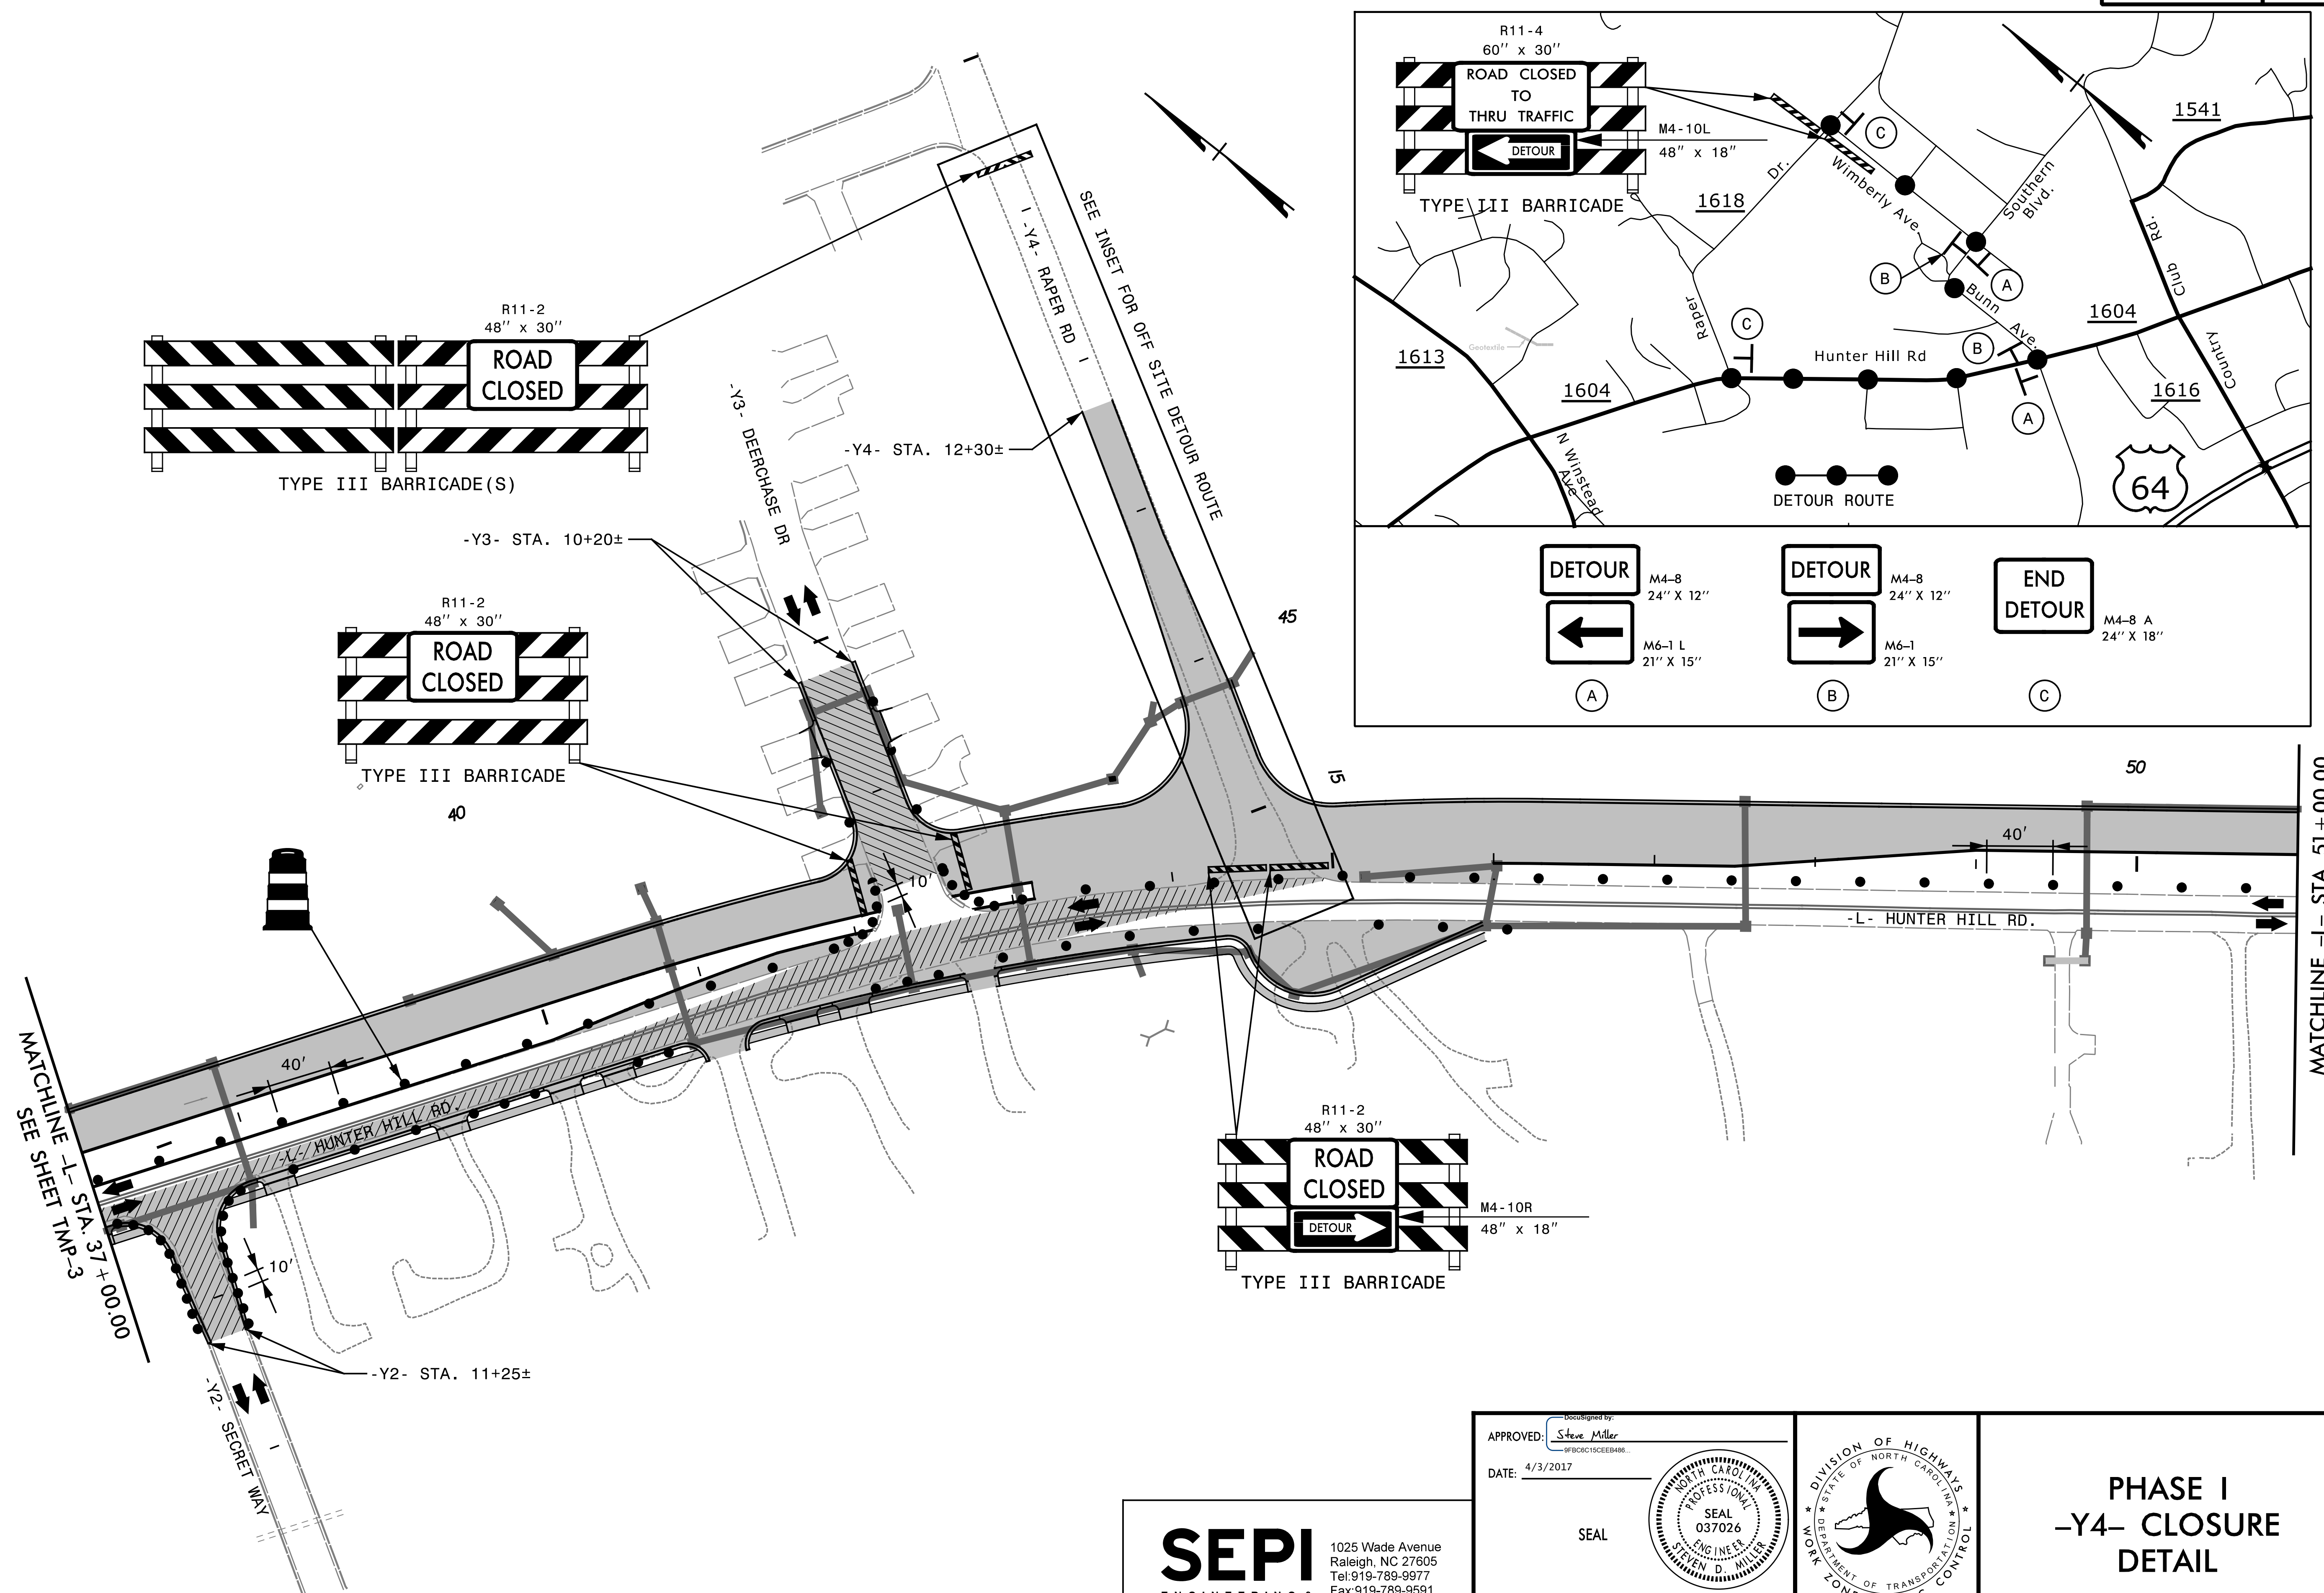 R11-4
60″ x 30″
ROAD CLOSED
TO
THRU TRAFFIC
DETOUR
M4-10L
48″ x 18″
TYPE III BARRICADE
C
1541
Dr.
1618
Wimberly Ave.
Southern
Blvd.
B
A
Raper
C
Bunn Ave.
Hunter Hill Rd
B
1604
A
1613
1604
Geotextile
N Winstead
Ave
Country Club Rd.
1616
64
DETOUR ROUTE
DETOUR
M4-8
24″ X 12″
M6-1 L
21″ X 15″
A
DETOUR
M4-8
24″ X 12″
M6-1
21″ X 15″
B
END
DETOUR
M4-8 A
24″ X 18″
C
R11-2
48″ x 30″
ROAD
CLOSED
TYPE III BARRICADE(S)
-Y4- RAPER RD
SEE INSET FOR OFF SITE DETOUR ROUTE
-Y4- STA. 12+30±
-Y3- DEERCHASE DR
-Y3- STA. 10+20±
R11-2
48″ x 30″
ROAD
CLOSED
TYPE III BARRICADE
40
45
15
50
10′
40′
-L- HUNTER HILL RD.
MATCHLINE -L- STA. 51+00.00
40′
-L- HUNTER HILL RD.
MATCHLINE -L- STA. 37+00.00
SEE SHEET TMP-3
10′
-Y2- STA. 11+25±
-Y2- SECRET WAY
R11-2
48″ x 30″
ROAD
CLOSED
DETOUR
M4-10R
48″ x 18″
TYPE III BARRICADE
SEPI
1025 Wade Avenue
Raleigh, NC 27605
Tel:919-789-9977
Fax:919-789-9591
DocuSigned by:
APPROVED: Steve Miller
9FBC6C15CEEB486...
DATE: 4/3/2017
SEAL
NORTH CAROLINA
PROFESSIONAL
SEAL
037026
ENGINEER
STEVEN D. MILLER
DIVISION OF HIGHWAYS
STATE OF NORTH CAROLINA
DEPARTMENT OF TRANSPORTATION
PHASE I
-Y4- CLOSURE
DETAIL